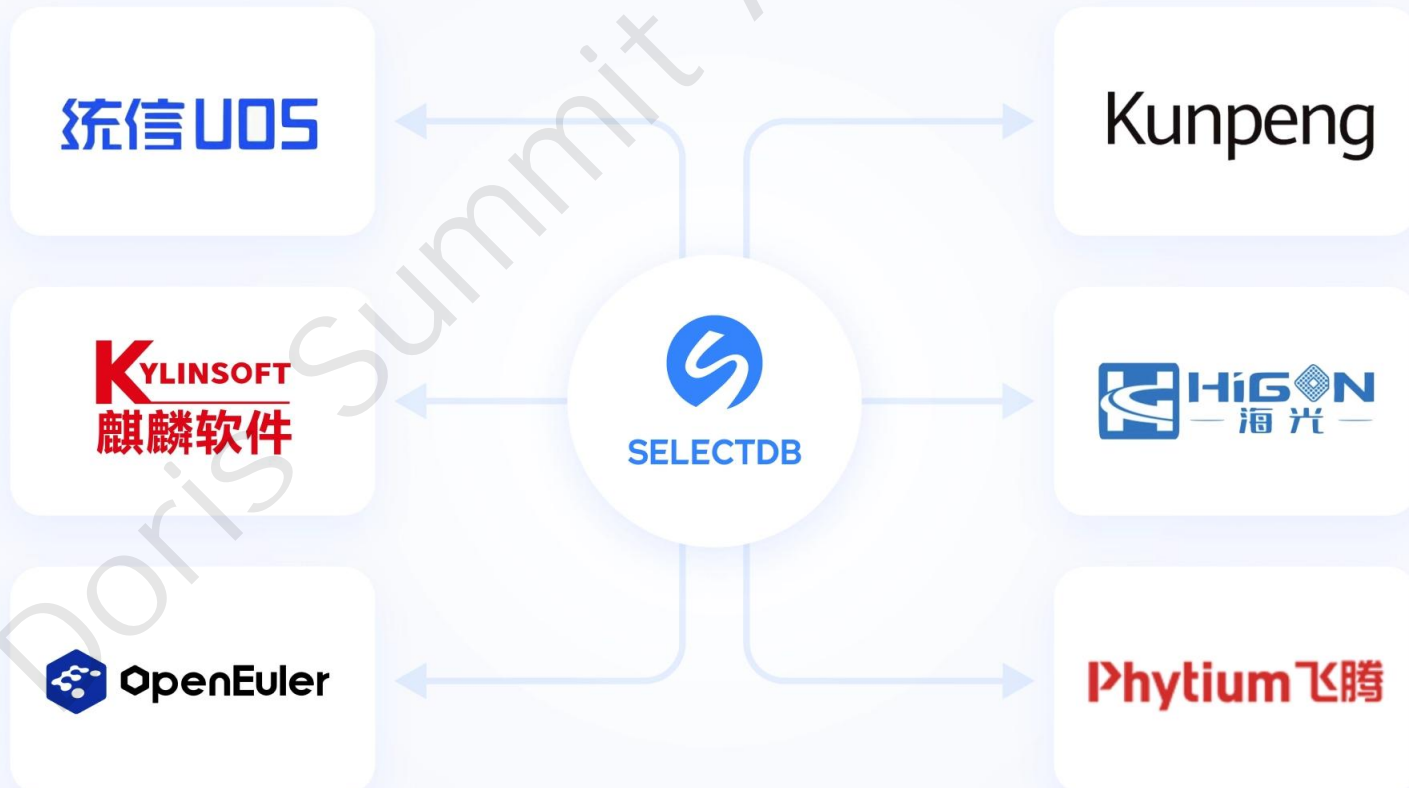 统信UOS
Kunpeng
KYLINSOFT
麒麟软件
SELECTDB
HiGON
海光
OpenEuler
Phytium飞腾
Doris Summit